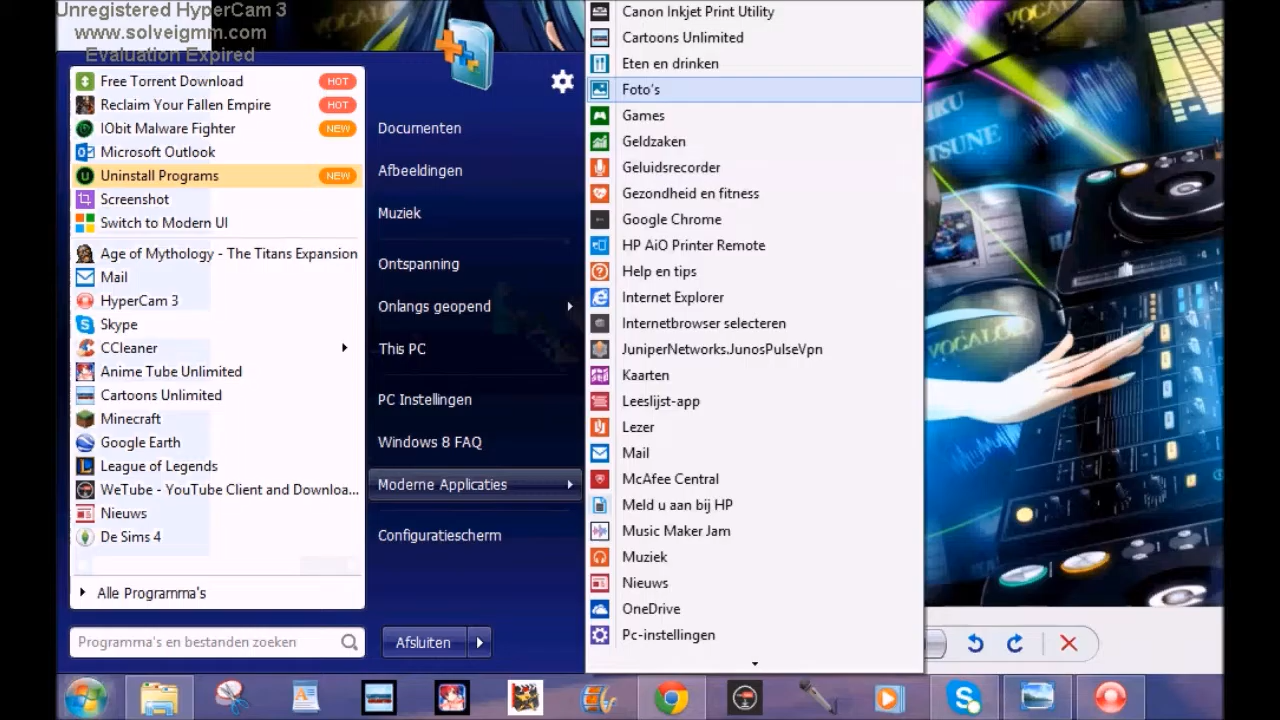 Unregistered HyperCam 3
www.solveigmm.com
Evaluation Expired
Free Torrent Download HOT
Reclaim Your Fallen Empire HOT
IObit Malware Fighter NEW
Microsoft Outlook
Uninstall Programs NEW
Screenshot
Switch to Modern UI
Age of Mythology - The Titans Expansion
Mail
HyperCam 3
Skype
CCleaner
Anime Tube Unlimited
Cartoons Unlimited
Minecraft
Google Earth
League of Legends
WeTube - YouTube Client and Downloa...
Nieuws
De Sims 4
Alle Programma's
Programma's en bestanden zoeken
Documenten
Afbeeldingen
Muziek
Ontspanning
Onlangs geopend
This PC
PC Instellingen
Windows 8 FAQ
Moderne Applicaties
Configuratiescherm
Afsluiten
Canon Inkjet Print Utility
Cartoons Unlimited
Eten en drinken
Foto's
Games
Geldzaken
Geluidsrecorder
Gezondheid en fitness
Google Chrome
HP AiO Printer Remote
Help en tips
Internet Explorer
Internetbrowser selecteren
JuniperNetworks.JunosPulseVpn
Kaarten
Leeslijst-app
Lezer
Mail
McAfee Central
Meld u aan bij HP
Music Maker Jam
Muziek
Nieuws
OneDrive
Pc-instellingen